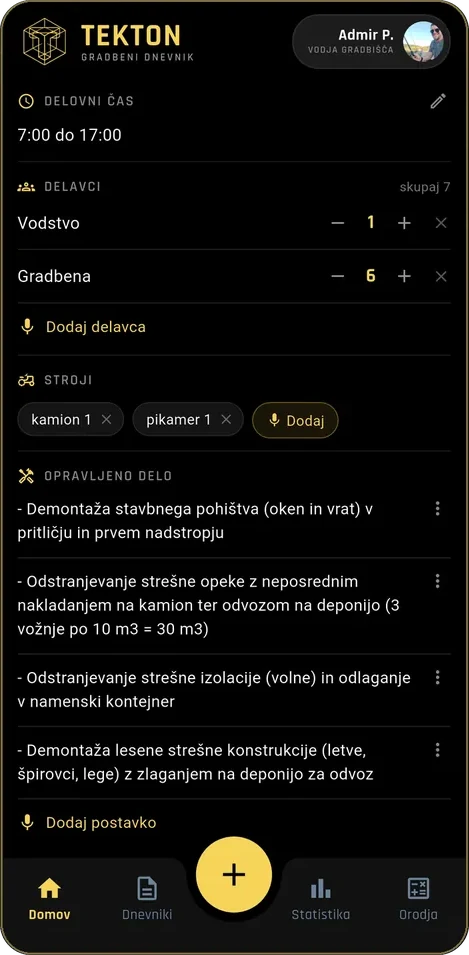 TEKTON
GRADBENI DNEVNIK
Admir P.
VODJA GRADBIŠČA
DELOVNI ČAS
7:00 do 17:00
DELAVCI
skupaj 7
Vodstvo − 1 + ×
Gradbena − 6 + ×
Dodaj delavca
STROJI
kamion 1 × pikamer 1 × Dodaj
OPRAVLJENO DELO
- Demontaža stavbnega pohištva (oken in vrat) v
pritličju in prvem nadstropju
- Odstranjevanje strešne opeke z neposrednim
nakladanjem na kamion ter odvozom na deponijo (3
vožnje po 10 m3 = 30 m3)
- Odstranjevanje strešne izolacije (volne) in odlaganje
v namenski kontejner
- Demontaža lesene strešne konstrukcije (letve,
špirovci, lege) z zlaganjem na deponijo za odvoz
Dodaj postavko
+
Domov Dnevniki Statistika Orodja